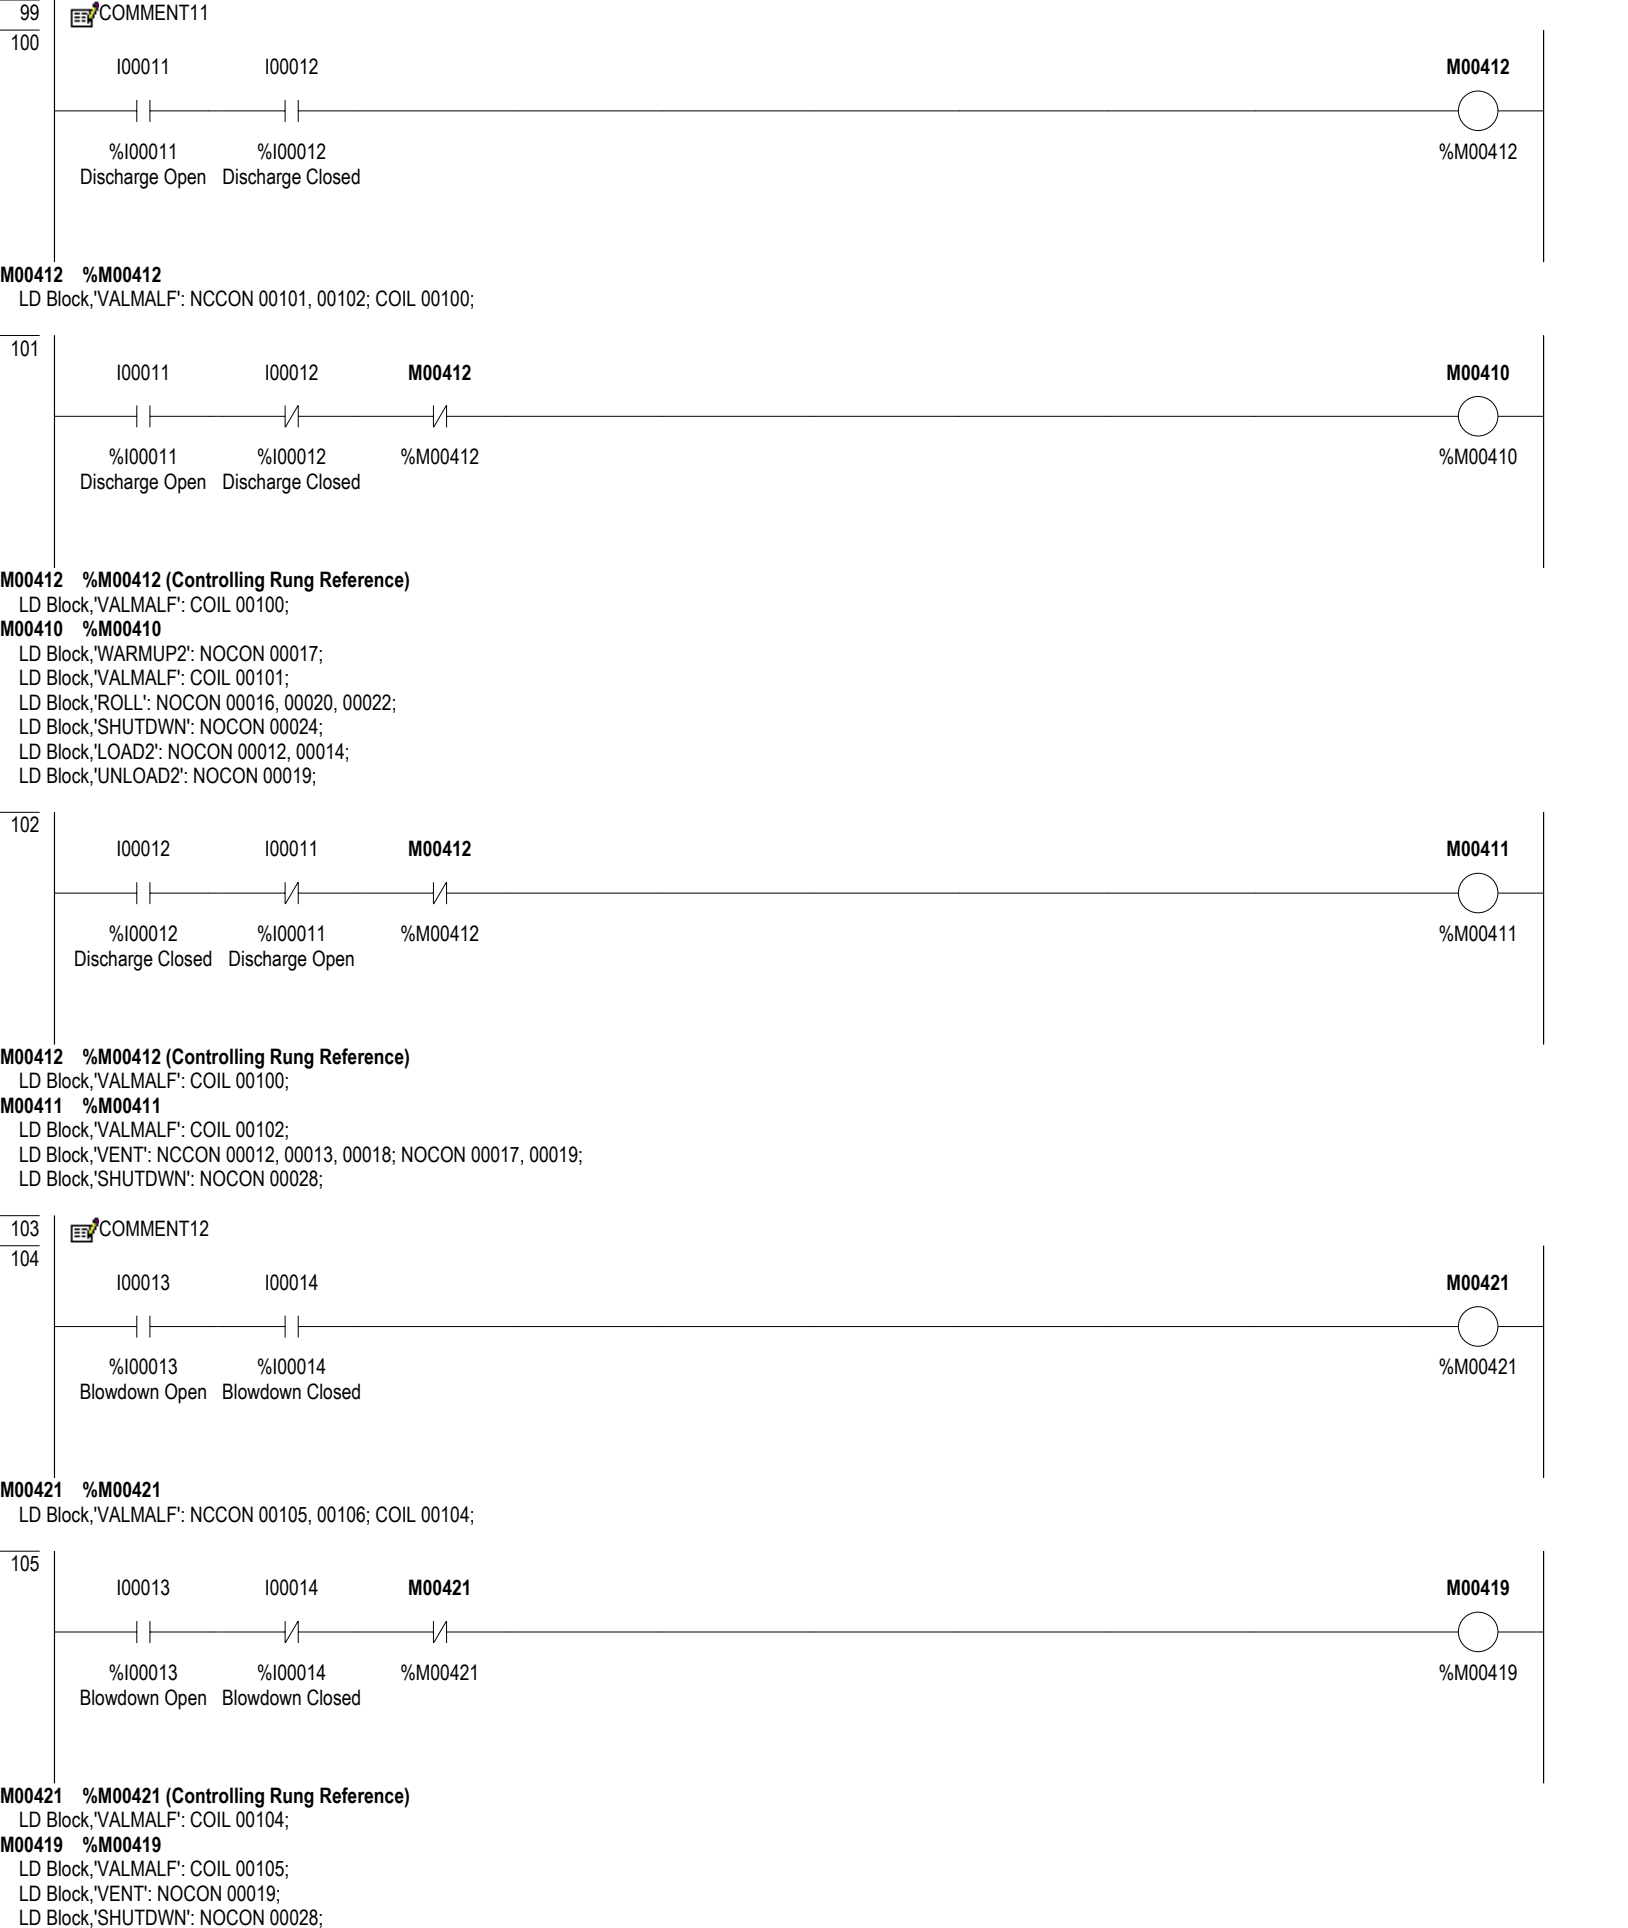 99 COMMENT11
100
I00011 I00012 M00412
%I00011 %I00012 %M00412
Discharge Open Discharge Closed
M00412 %M00412
LD Block,'VALMALF': NCCON 00101, 00102; COIL 00100;
101
I00011 I00012 M00412 M00410
%I00011 %I00012 %M00412 %M00410
Discharge Open Discharge Closed
M00412 %M00412 (Controlling Rung Reference)
LD Block,'VALMALF': COIL 00100;
M00410 %M00410
LD Block,'WARMUP2': NOCON 00017;
LD Block,'VALMALF': COIL 00101;
LD Block,'ROLL': NOCON 00016, 00020, 00022;
LD Block,'SHUTDWN': NOCON 00024;
LD Block,'LOAD2': NOCON 00012, 00014;
LD Block,'UNLOAD2': NOCON 00019;
102
I00012 I00011 M00412 M00411
%I00012 %I00011 %M00412 %M00411
Discharge Closed Discharge Open
M00412 %M00412 (Controlling Rung Reference)
LD Block,'VALMALF': COIL 00100;
M00411 %M00411
LD Block,'VALMALF': COIL 00102;
LD Block,'VENT': NCCON 00012, 00013, 00018; NOCON 00017, 00019;
LD Block,'SHUTDWN': NOCON 00028;
103 COMMENT12
104
I00013 I00014 M00421
%I00013 %I00014 %M00421
Blowdown Open Blowdown Closed
M00421 %M00421
LD Block,'VALMALF': NCCON 00105, 00106; COIL 00104;
105
I00013 I00014 M00421 M00419
%I00013 %I00014 %M00421 %M00419
Blowdown Open Blowdown Closed
M00421 %M00421 (Controlling Rung Reference)
LD Block,'VALMALF': COIL 00104;
M00419 %M00419
LD Block,'VALMALF': COIL 00105;
LD Block,'VENT': NOCON 00019;
LD Block,'SHUTDWN': NOCON 00028;